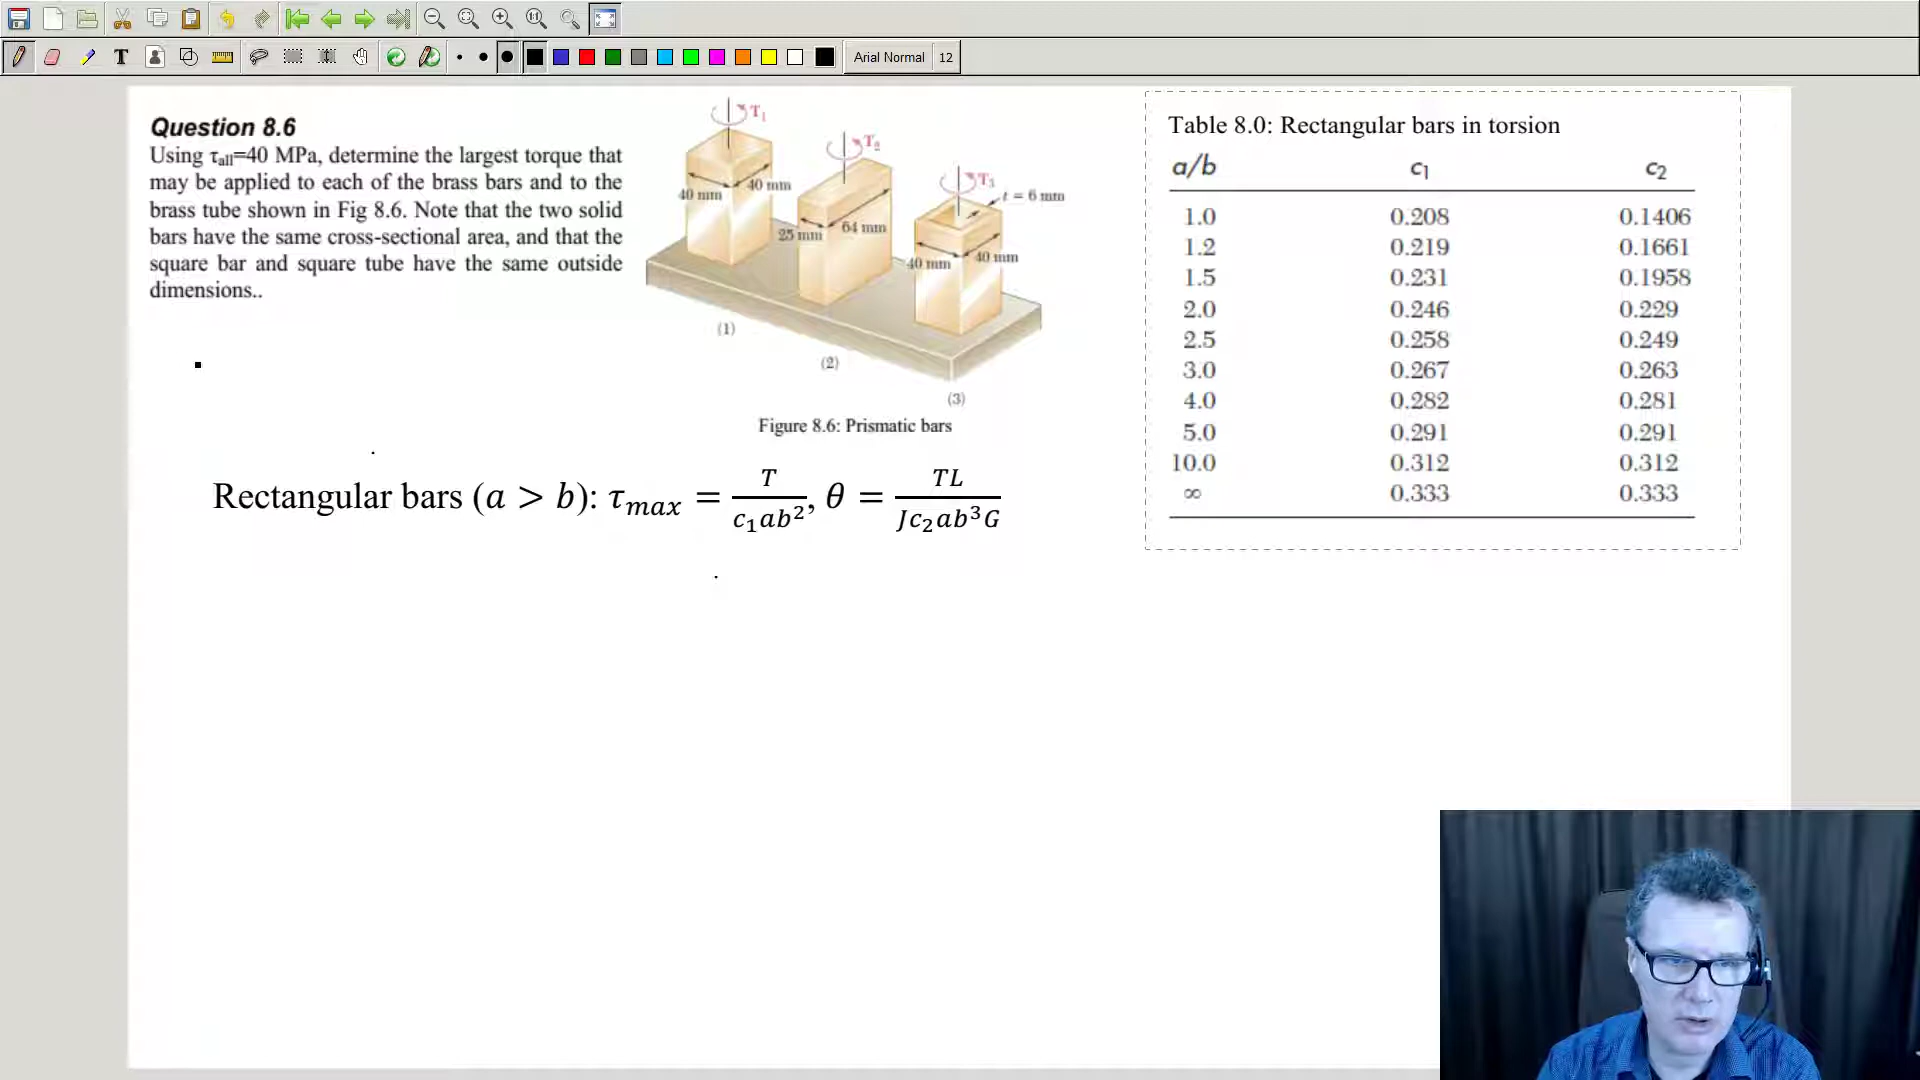 T
Arial Normal 12
Question 8.6
Using τall=40 MPa, determine the largest torque that
may be applied to each of the brass bars and to the
brass tube shown in Fig 8.6. Note that the two solid
bars have the same cross-sectional area, and that the
square bar and square tube have the same outside
dimensions..
T1
40 mm
40 mm
(1)
T2
25 mm
64 mm
(2)
T3
t = 6 mm
40 mm
40 mm
(3)
Figure 8.6: Prismatic bars
Table 8.0: Rectangular bars in torsion
a/b c1 c2
1.0 0.208 0.1406
1.2 0.219 0.1661
1.5 0.231 0.1958
2.0 0.246 0.229
2.5 0.258 0.249
3.0 0.267 0.263
4.0 0.282 0.281
5.0 0.291 0.291
10.0 0.312 0.312
∞ 0.333 0.333
Rectangular bars (a > b): τmax = T/(c1ab²), θ = TL/(Jc2ab³G)